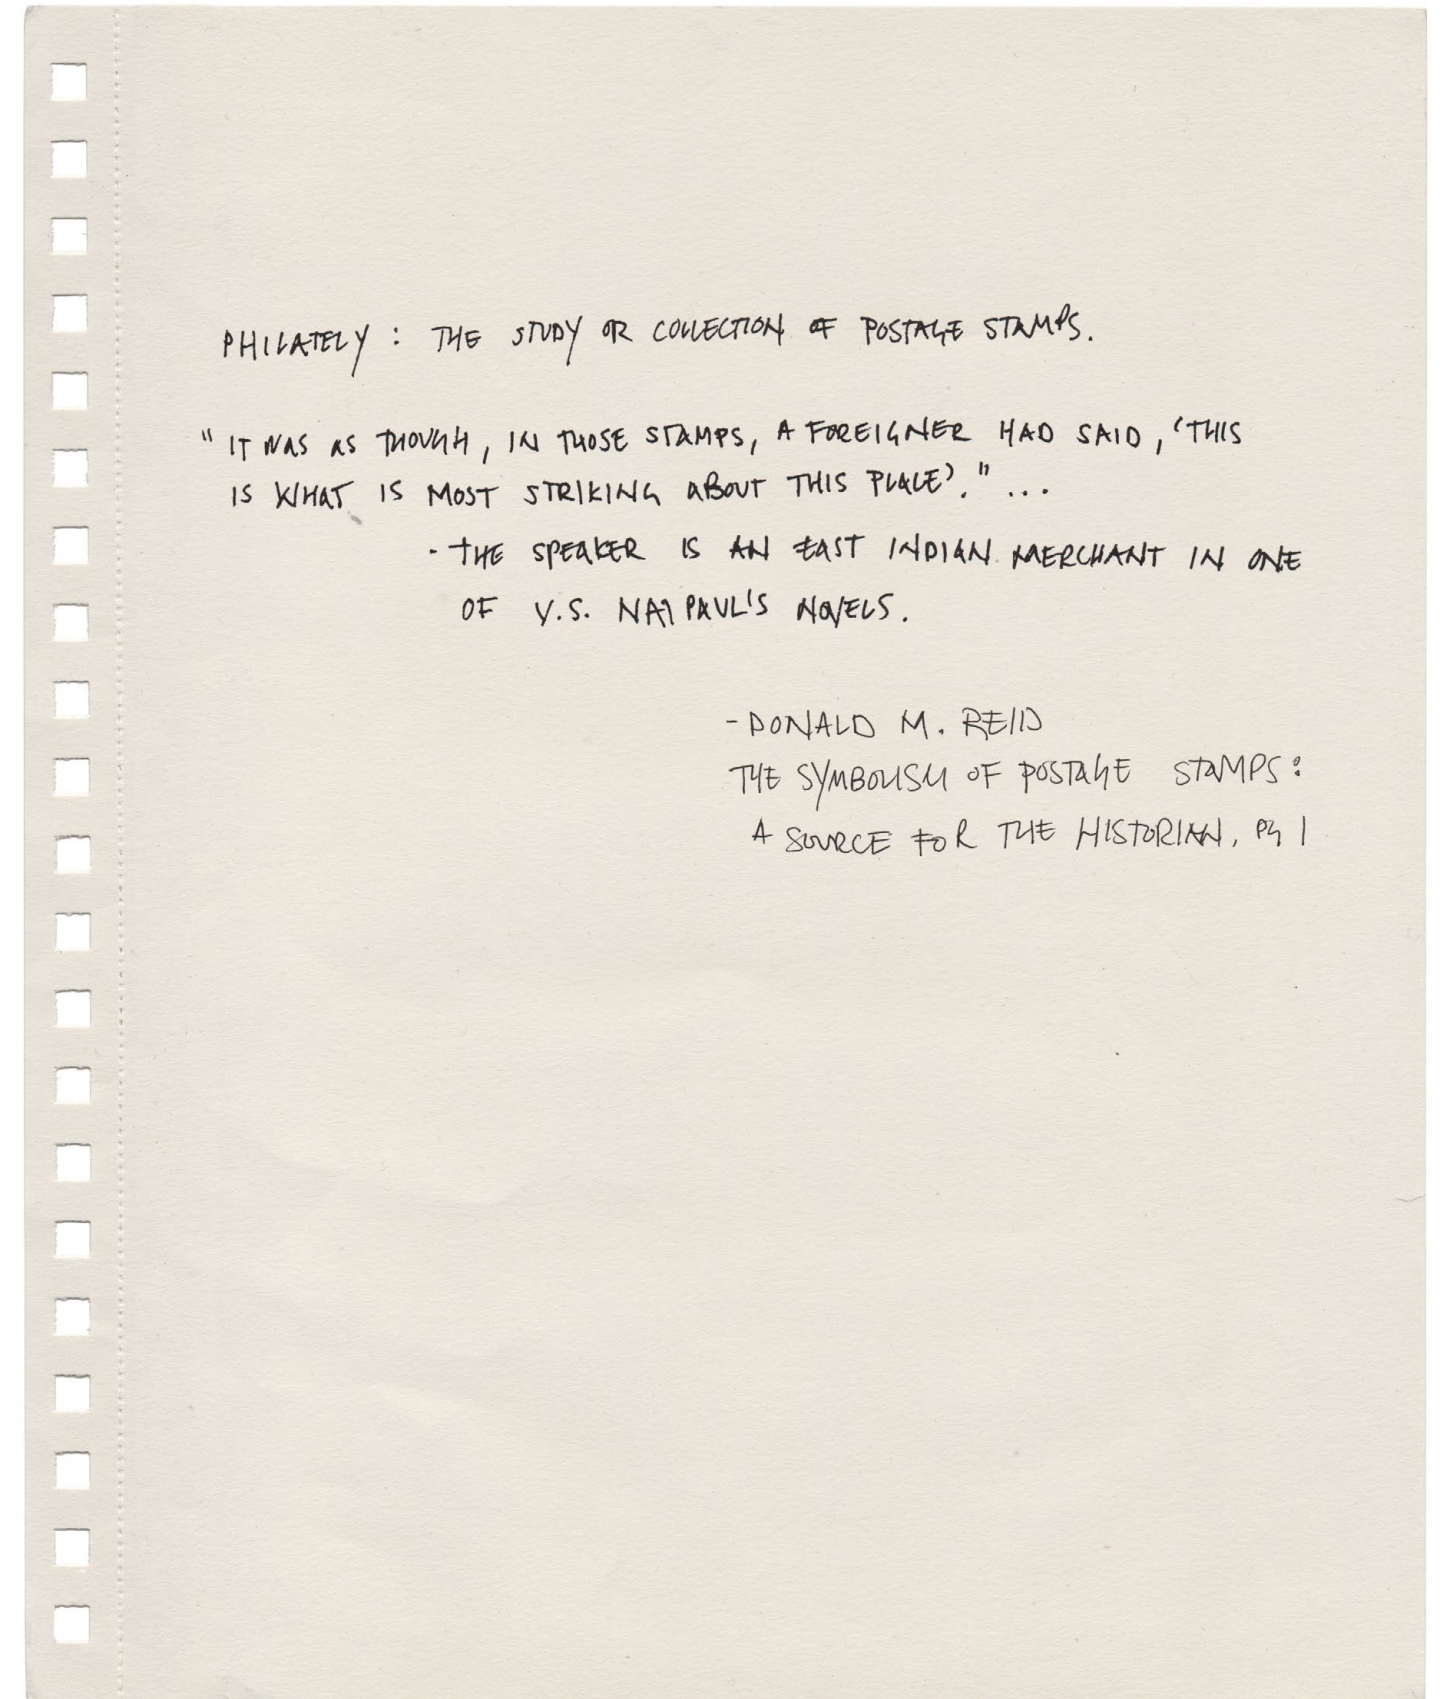 PHILATELY : THE STUDY OR COLLECTION OF POSTAGE STAMPS.
"IT WAS AS THOUGH, IN THOSE STAMPS, A FOREIGNER HAD SAID, 'THIS
IS WHAT IS MOST STRIKING ABOUT THIS PLACE'." ...
- THE SPEAKER IS AN EAST INDIAN MERCHANT IN ONE
OF V.S. NAIPAUL'S NOVELS.
- DONALD M. REID
THE SYMBOLISM OF POSTAGE STAMPS:
A SOURCE FOR THE HISTORIAN, PG 1